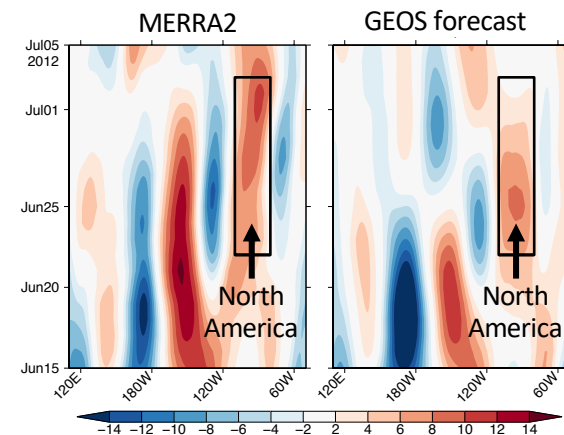 MERRA2 GEOS forecast
Jul05
2012
Jul01
Jun25
Jun20
Jun15
North
America
North
America
120E 180W 120W 60W 120E 180W 120W 60W
−14 −12 −10 −8 −6 −4 −2 2 4 6 8 10 12 14